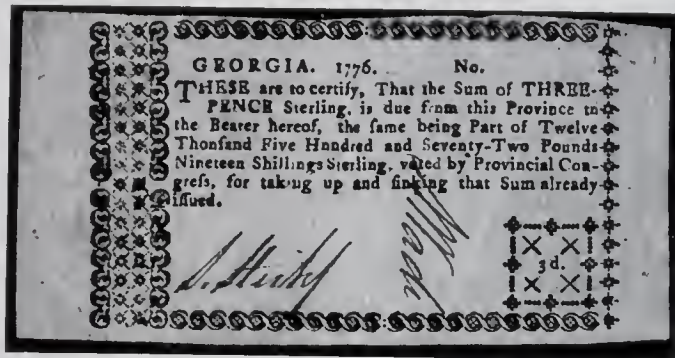 GEORGIA. 1776. No.
THESE are to certify, That the Sum of THREE-
PENCE Sterling, is due from this Province to
the Bearer hereof, the ſame being Part of Twelve
Thouſand Five Hundred and Seventy-Two Pounds
Nineteen Shillings Sterling, voted by Provincial Con-
greſs, for taking up and ſinking that Sum already
iſſued.
3d.